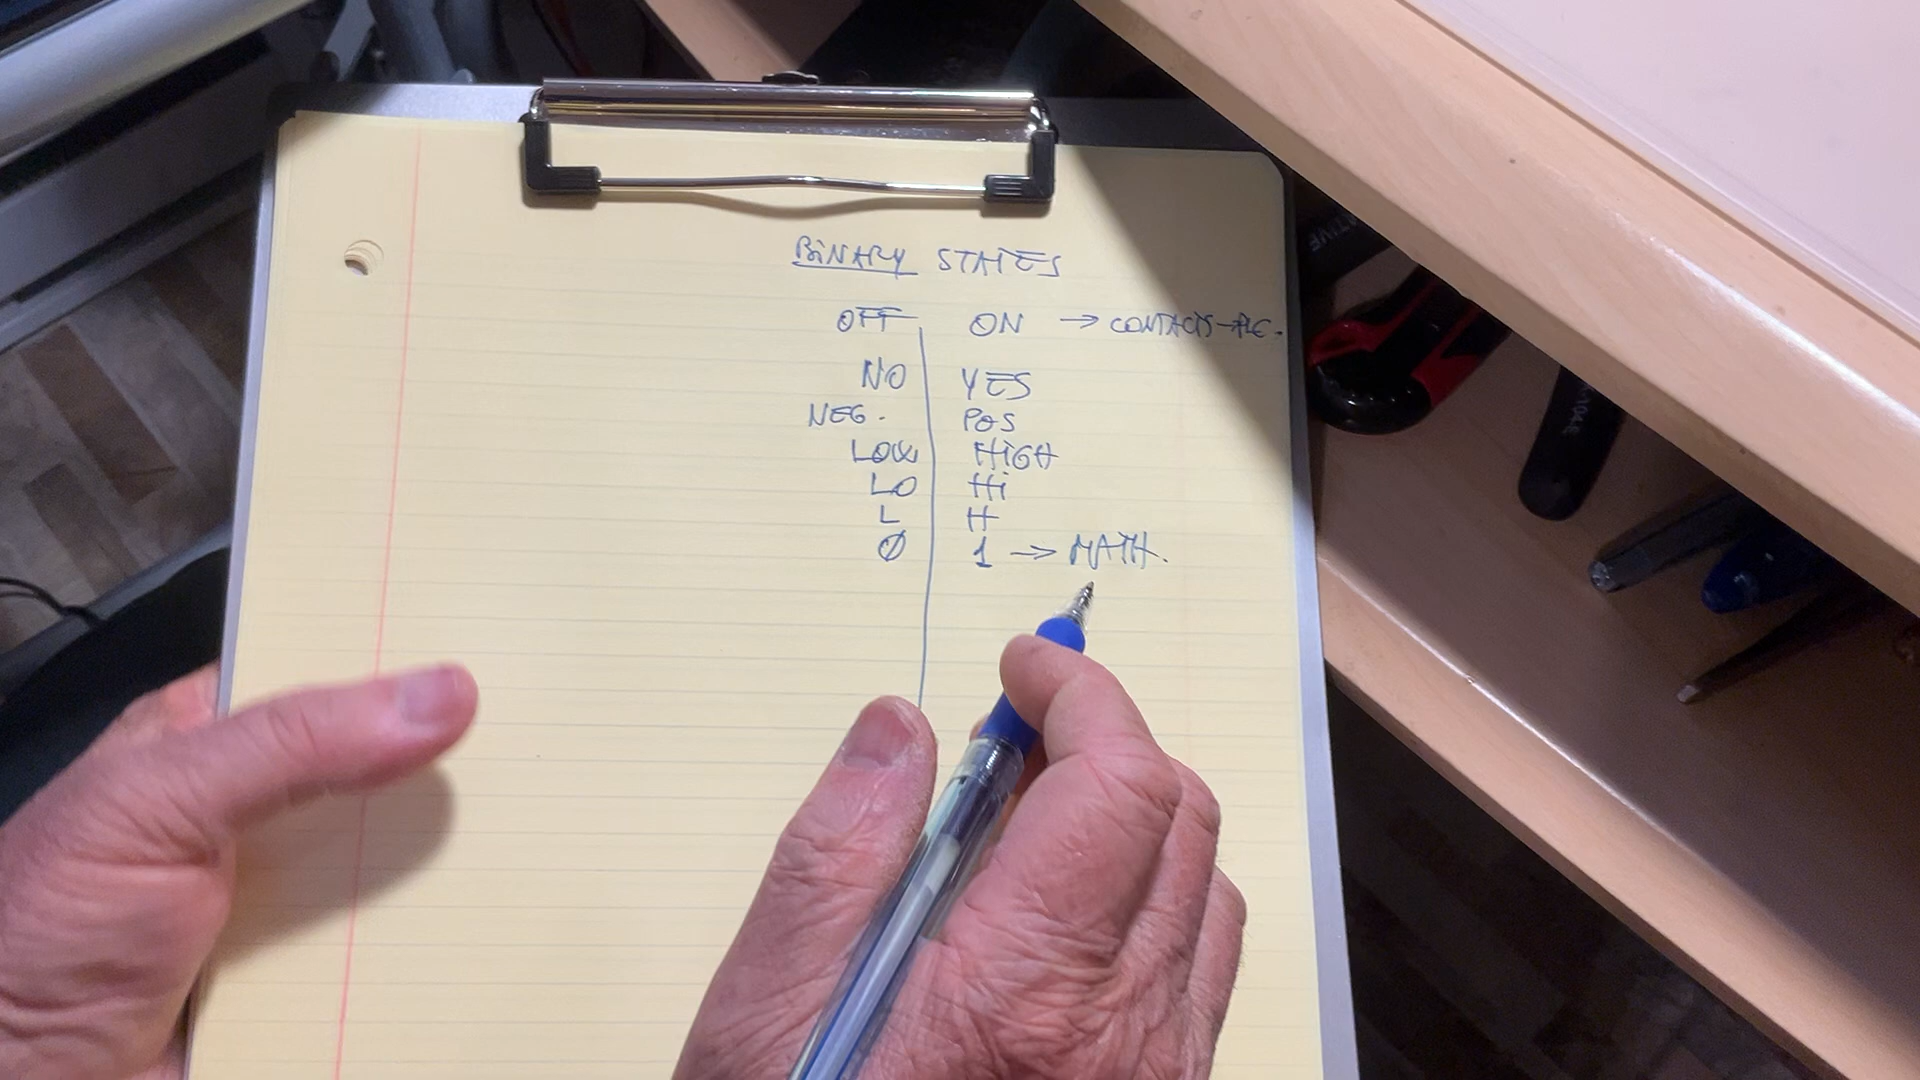 BINARY STATES
OFF ON → CONTACTS → PLC.
NO YES
NEG. POS
LOW HIGH
LO Hi
L H
Ø 1 → MATH.